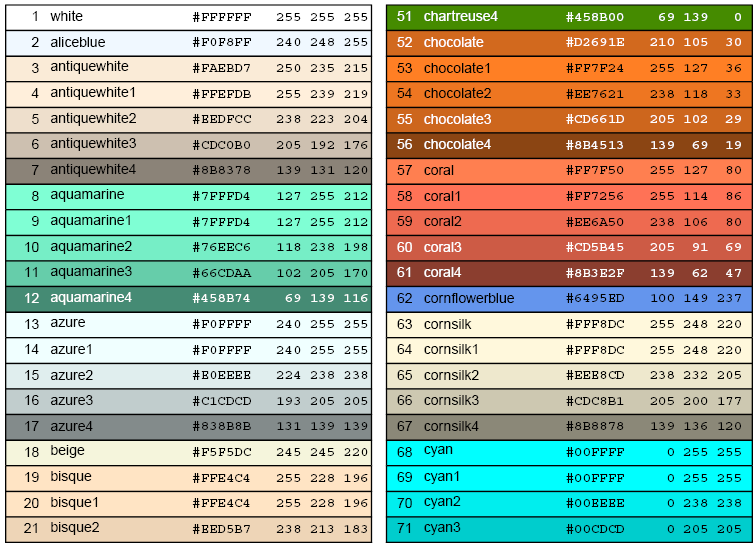 1 white #FFFFFF 255 255 255
2 aliceblue #F0F8FF 240 248 255
3 antiquewhite #FAEBD7 250 235 215
4 antiquewhite1 #FFEFDB 255 239 219
5 antiquewhite2 #EEDFCC 238 223 204
6 antiquewhite3 #CDC0B0 205 192 176
7 antiquewhite4 #8B8378 139 131 120
8 aquamarine #7FFFD4 127 255 212
9 aquamarine1 #7FFFD4 127 255 212
10 aquamarine2 #76EEC6 118 238 198
11 aquamarine3 #66CDAA 102 205 170
12 aquamarine4 #458B74 69 139 116
13 azure #F0FFFF 240 255 255
14 azure1 #F0FFFF 240 255 255
15 azure2 #E0EEEE 224 238 238
16 azure3 #C1CDCD 193 205 205
17 azure4 #838B8B 131 139 139
18 beige #F5F5DC 245 245 220
19 bisque #FFE4C4 255 228 196
20 bisque1 #FFE4C4 255 228 196
21 bisque2 #EED5B7 238 213 183
51 chartreuse4 #458B00 69 139 0
52 chocolate #D2691E 210 105 30
53 chocolate1 #FF7F24 255 127 36
54 chocolate2 #EE7621 238 118 33
55 chocolate3 #CD661D 205 102 29
56 chocolate4 #8B4513 139 69 19
57 coral #FF7F50 255 127 80
58 coral1 #FF7256 255 114 86
59 coral2 #EE6A50 238 106 80
60 coral3 #CD5B45 205 91 69
61 coral4 #8B3E2F 139 62 47
62 cornflowerblue #6495ED 100 149 237
63 cornsilk #FFF8DC 255 248 220
64 cornsilk1 #FFF8DC 255 248 220
65 cornsilk2 #EEE8CD 238 232 205
66 cornsilk3 #CDC8B1 205 200 177
67 cornsilk4 #8B8878 139 136 120
68 cyan #00FFFF 0 255 255
69 cyan1 #00FFFF 0 255 255
70 cyan2 #00EEEE 0 238 238
71 cyan3 #00CDCD 0 205 205